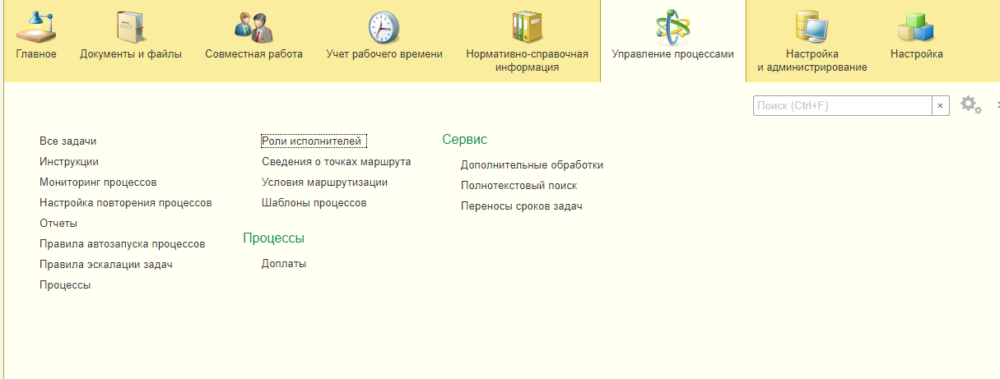 Главное
Документы и файлы
Совместная работа
Учет рабочего времени
Нормативно-справочная
информация
Управление процессами
Настройка
и администрирование
Настройка
Поиск (Ctrl+F)
×
Все задачи
Инструкции
Мониторинг процессов
Настройка повторения процессов
Отчеты
Правила автозапуска процессов
Правила эскалации задач
Процессы
Роли исполнителей
Сведения о точках маршрута
Условия маршрутизации
Шаблоны процессов
Процессы
Доплаты
Сервис
Дополнительные обработки
Полнотекстовый поиск
Переносы сроков задач